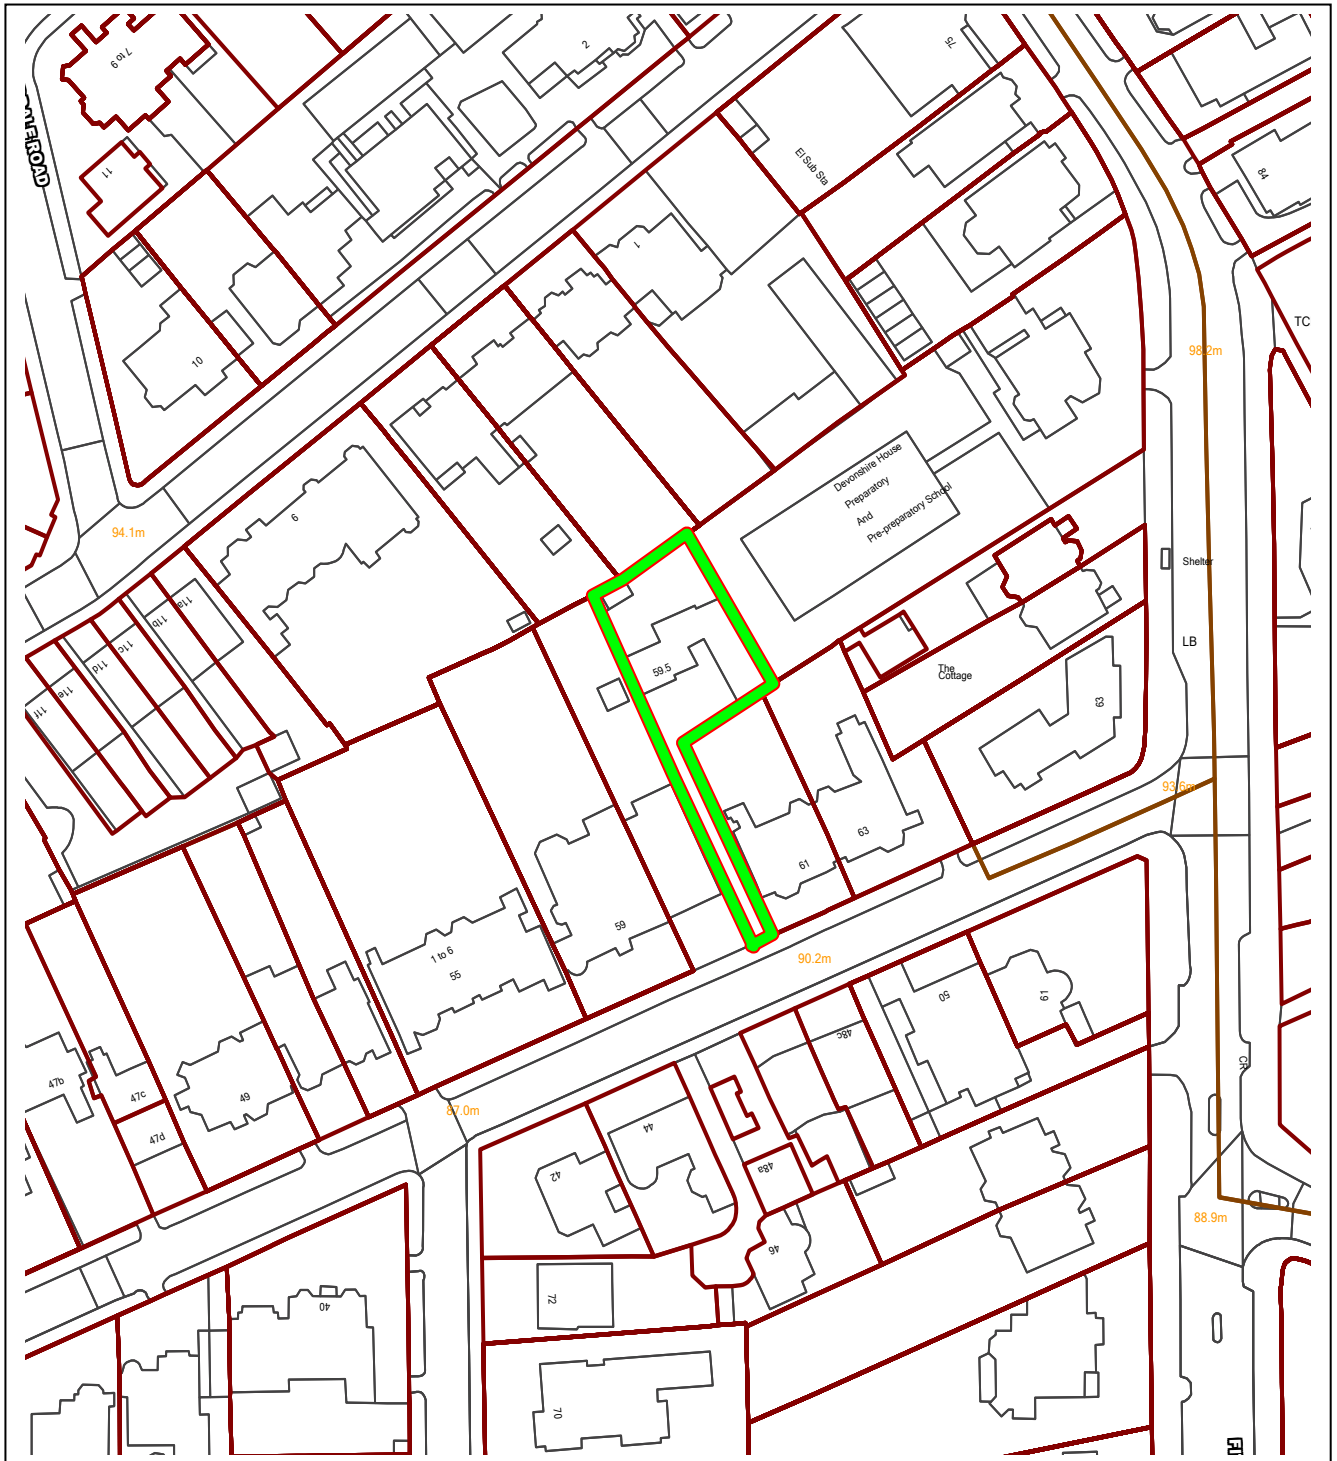 7 to 9
2
75
11
El Sub Sta
84
1
TC
98.2m
10
Devonshire House
Preparatory
And
Pre-preparatory School
94.1m
6
Shelter
11a
11b
11c
11d
11e
11f
LB
The
Cottage
59.5
63
93.6m
63
61
59
90.2m
1 to 6
55
50
61
48c
CR
47b
47c
49
87.0m
44
47d
48a
42
88.9m
46
72
40
70